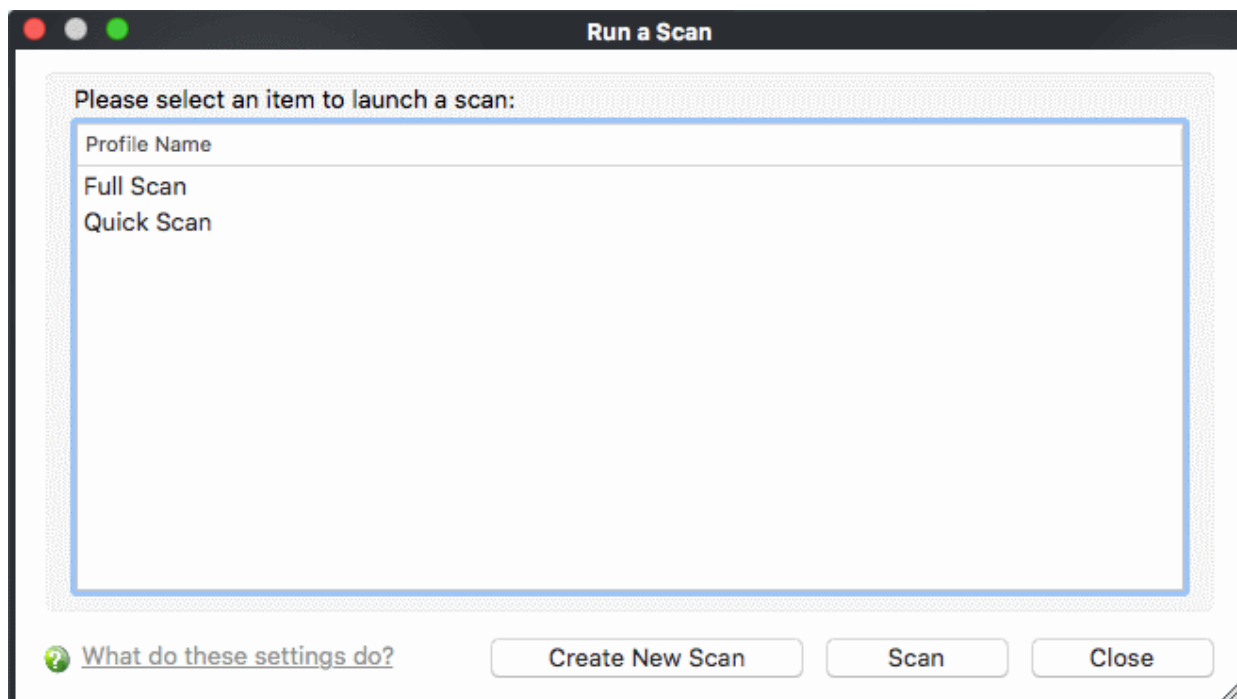 Run a Scan
Please select an item to launch a scan:
Profile Name
Full Scan
Quick Scan
What do these settings do?
Create New Scan
Scan
Close